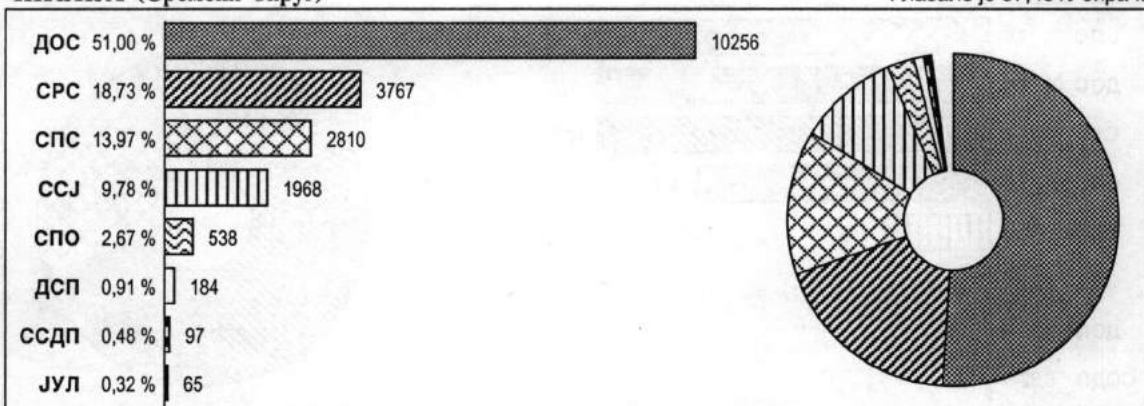 ДОС 51,00 % 10256
СРС 18,73 % 3767
СПС 13,97 % 2810
ССЈ 9,78 % 1968
СПО 2,67 % 538
ДСП 0,91 % 184
ССДП 0,48 % 97
ЈУЛ 0,32 % 65